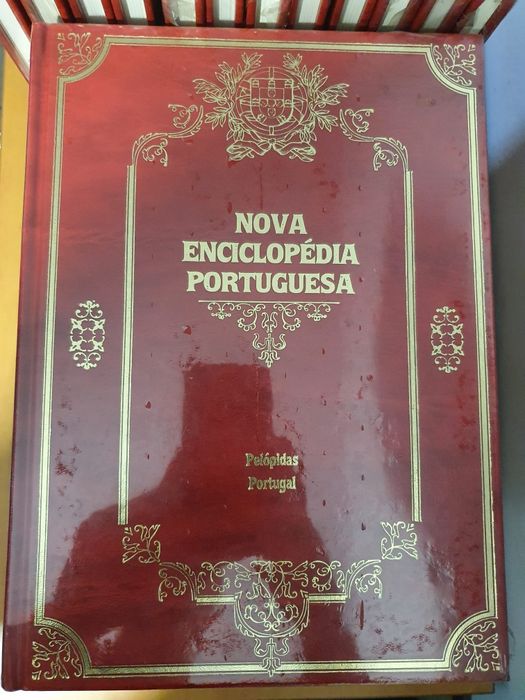 NOVA
ENCICLOPÉDIA
PORTUGUESA
Pelópidas
Portugal